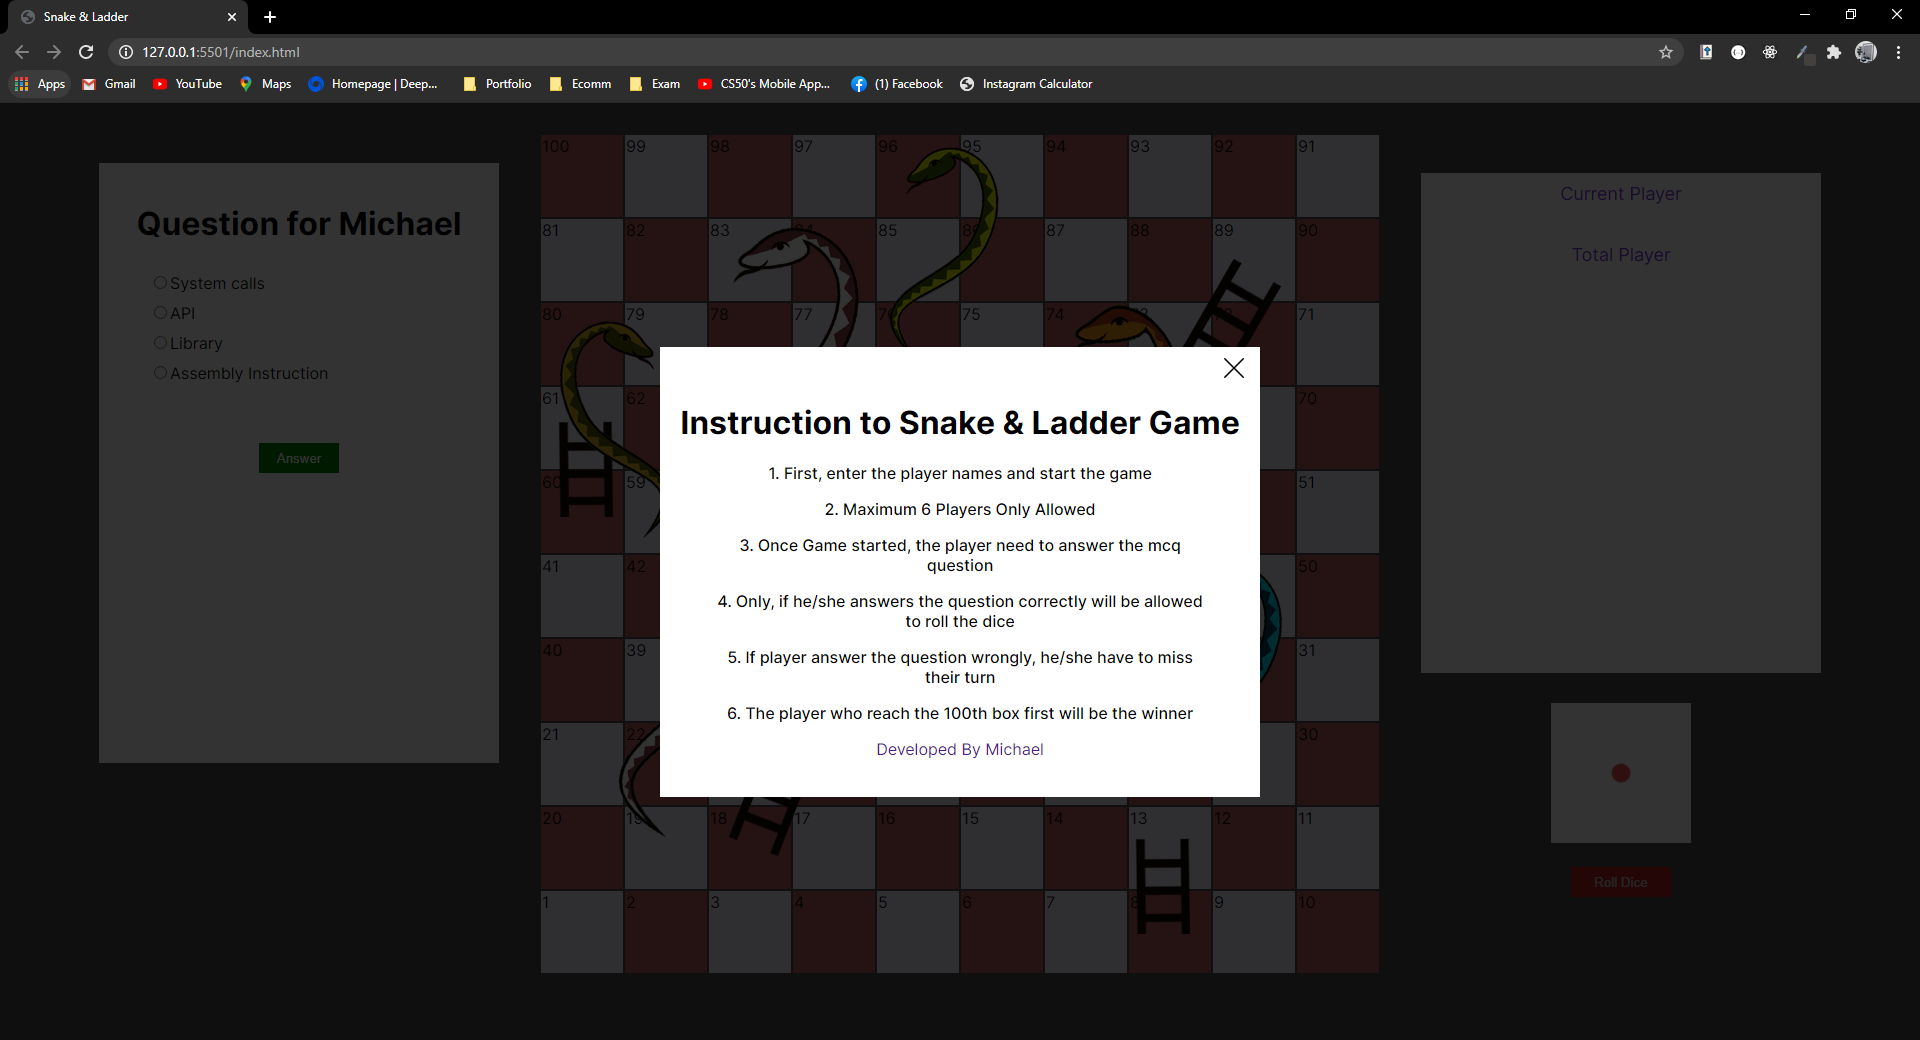 Snake & Ladder
127.0.0.1:5501/index.html
Apps
Gmail
YouTube
Maps
Homepage | Deep...
Portfolio
Ecomm
Exam
CS50's Mobile App...
(1) Facebook
Instagram Calculator
Question for Michael
System calls
API
Library
Assembly Instruction
Answer
100 99 98 97 96 95 94 93 92 91
81 82 83 84 85 86 87 88 89 90
80 79 78 77 75 74 71
61 62 70
60 59 51
41 42 50
40 39 31
21 22 30
20 19 18 17 16 15 14 13 12 11
1 2 3 4 5 6 7 8 9 10
Instruction to Snake & Ladder Game
1. First, enter the player names and start the game
2. Maximum 6 Players Only Allowed
3. Once Game started, the player need to answer the mcq
question
4. Only, if he/she answers the question correctly will be allowed
to roll the dice
5. If player answer the question wrongly, he/she have to miss
their turn
6. The player who reach the 100th box first will be the winner
Developed By Michael
Current Player
Total Player
Roll Dice